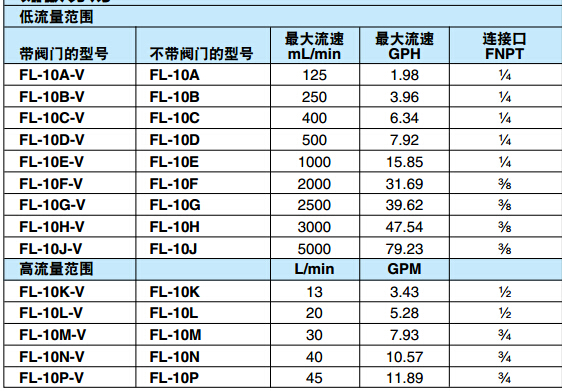 低流量范围
带阀门的型号 不带阀门的型号 最大流速 mL/min 最大流速 GPH 连接口 FNPT
FL-10A-V FL-10A 125 1.98 ¼
FL-10B-V FL-10B 250 3.96 ¼
FL-10C-V FL-10C 400 6.34 ¼
FL-10D-V FL-10D 500 7.92 ¼
FL-10E-V FL-10E 1000 15.85 ¼
FL-10F-V FL-10F 2000 31.69 ⅜
FL-10G-V FL-10G 2500 39.62 ⅜
FL-10H-V FL-10H 3000 47.54 ⅜
FL-10J-V FL-10J 5000 79.23 ⅜
高流量范围 L/min GPM
FL-10K-V FL-10K 13 3.43 ½
FL-10L-V FL-10L 20 5.28 ½
FL-10M-V FL-10M 30 7.93 ¾
FL-10N-V FL-10N 40 10.57 ¾
FL-10P-V FL-10P 45 11.89 ¾